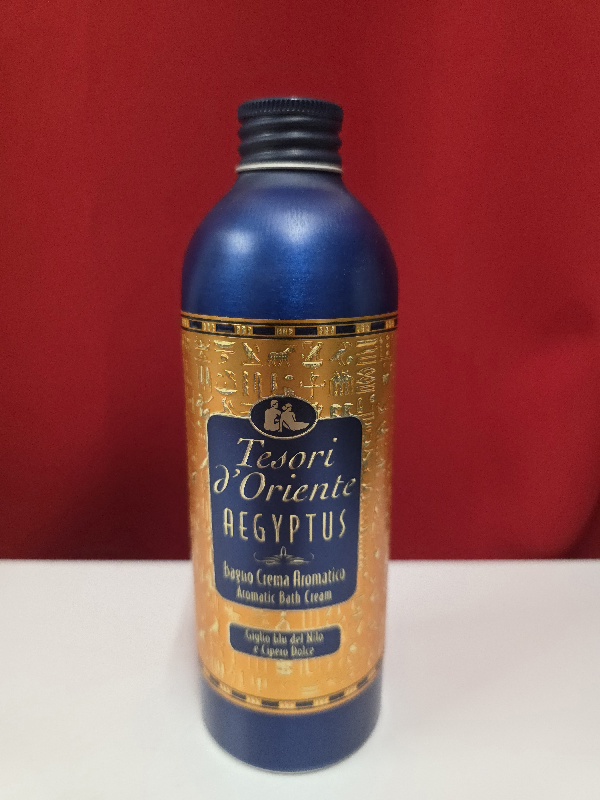 Tesori
d'Oriente
AEGYPTUS
Bagno Crema Aromatico
Aromatic Bath Cream
Giglio blu del Nilo
e Cipero Dolce